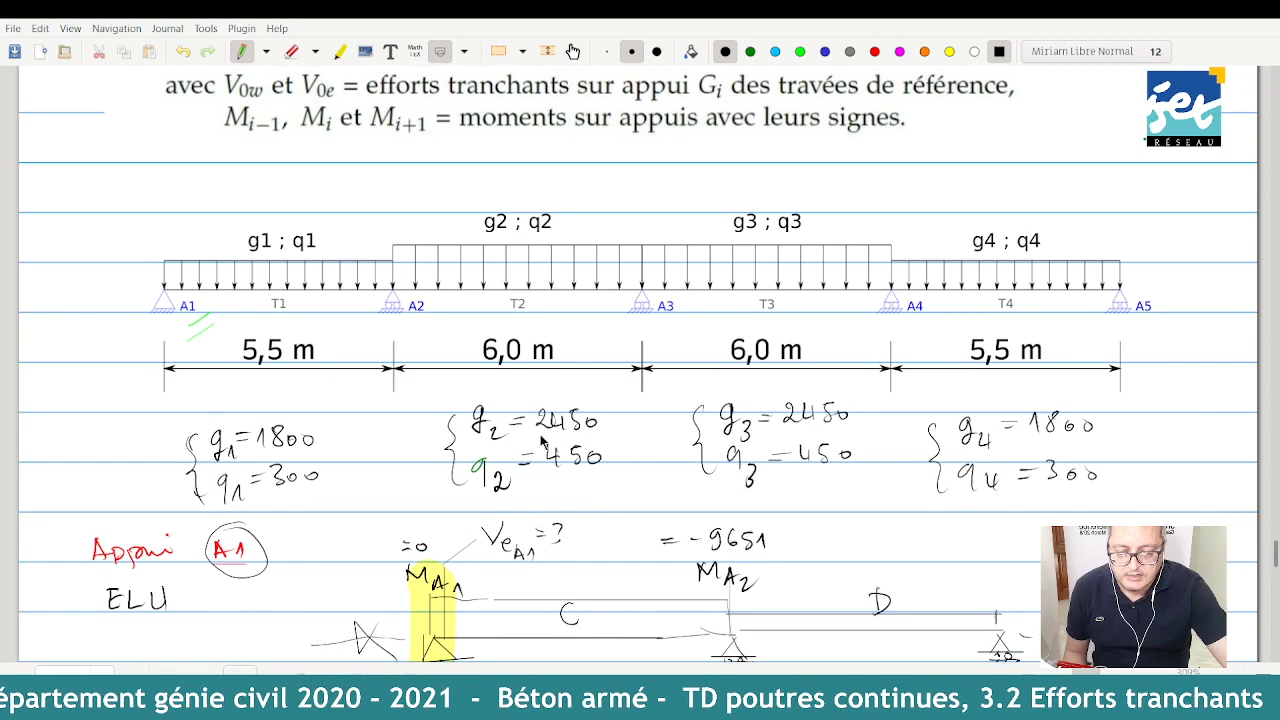 File Edit View Navigation Journal Tools Plugin Help
T Math LaTeX Miriam Libre Normal 12
avec V0w et V0e = efforts tranchants sur appui Gi des travées de référence,
Mi−1, Mi et Mi+1 = moments sur appuis avec leurs signes.
iset
RÉSEAU
g1 ; q1 g2 ; q2 g3 ; q3 g4 ; q4
A1 T1 A2 T2 A3 T3 A4 T4 A5
5,5 m 6,0 m 6,0 m 5,5 m
g1=1800 g2 = 2450 g3 = 2450 g4 = 1800
q1=300 q2 = 450 q3 = 450 q4 = 300
Appui A1 =0 VeA1 =? = -9651
MA1 MA2
ELU C D
309%
épartement génie civil 2020 - 2021 - Béton armé - TD poutres continues, 3.2 Efforts tranchants